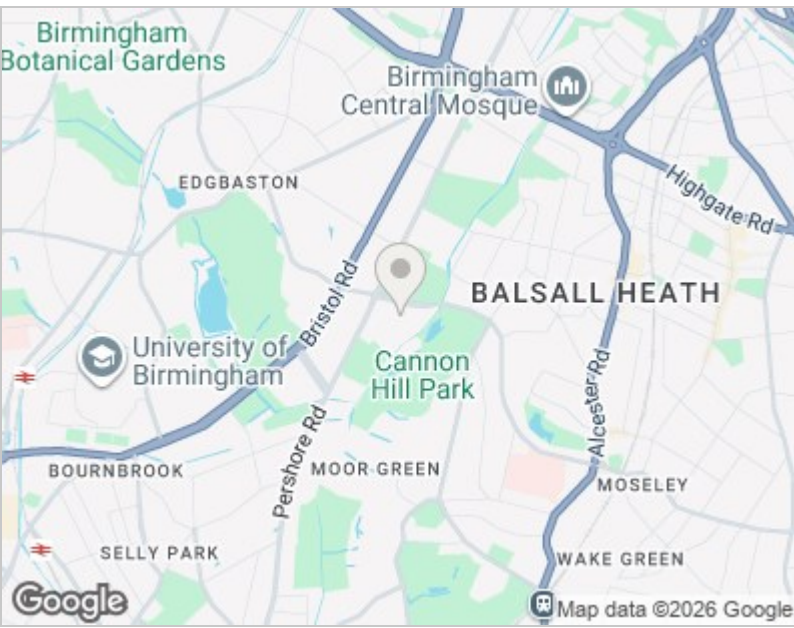 Birmingham
Botanical Gardens
Birmingham
Central Mosque
Highgate Rd
EDGBASTON
BALSALL HEATH
Bristol Rd
University of
Birmingham
Cannon
Hill Park
Alcester Rd
Pershore Rd
BOURNBROOK
MOOR GREEN
MOSELEY
SELLY PARK
WAKE GREEN
Google
Map data ©2026 Google